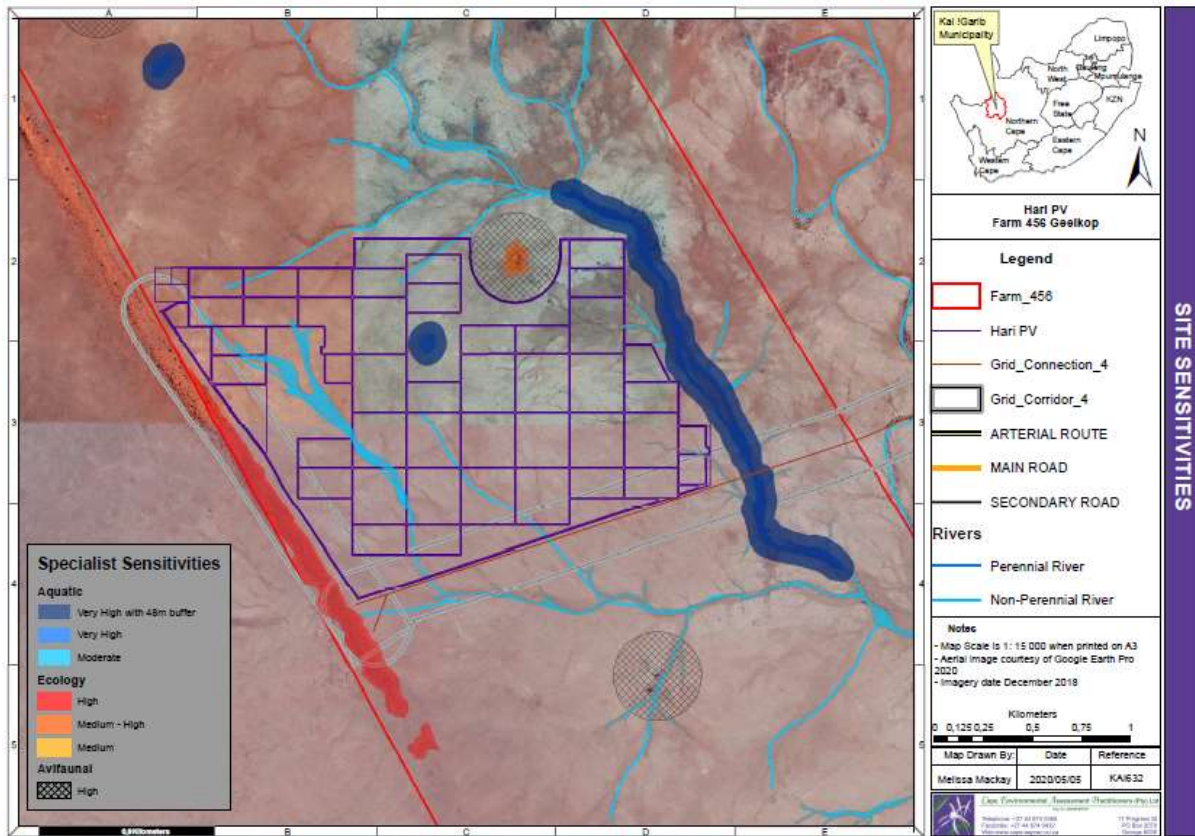 A B C D E
1
2
3
4
5
A B C D E
1
2
3
4
5
Specialist Sensitivities
Aquatic
Very High with 48m buffer
Very High
Moderate
Ecology
High
Medium - High
Medium
Avifaunal
High
Kai !Garib
Municipality
Limpopo
North
West
Gauteng
Mpumalanga
KZN
Free
State
Northern
Cape
Eastern
Cape
Western
Cape
N
Hari PV
Farm 456 Geelkop
Legend
Farm_456
Hari PV
Grid_Connection_4
Grid_Corridor_4
ARTERIAL ROUTE
MAIN ROAD
SECONDARY ROAD
Rivers
Perennial River
Non-Perennial River
Notes
- Map Scale is 1: 15 000 when printed on A3
- Aerial image courtesy of Google Earth Pro
2020
- Imagery date December 2018
Kilometers
0 0,125 0,25 0,5 0,75 1
Map Drawn By: Date Reference
Melissa Mackay 2020/05/05 KAI632
Cape Environmental Assessment Practitioners (Pty) Ltd
SITE SENSITIVITIES